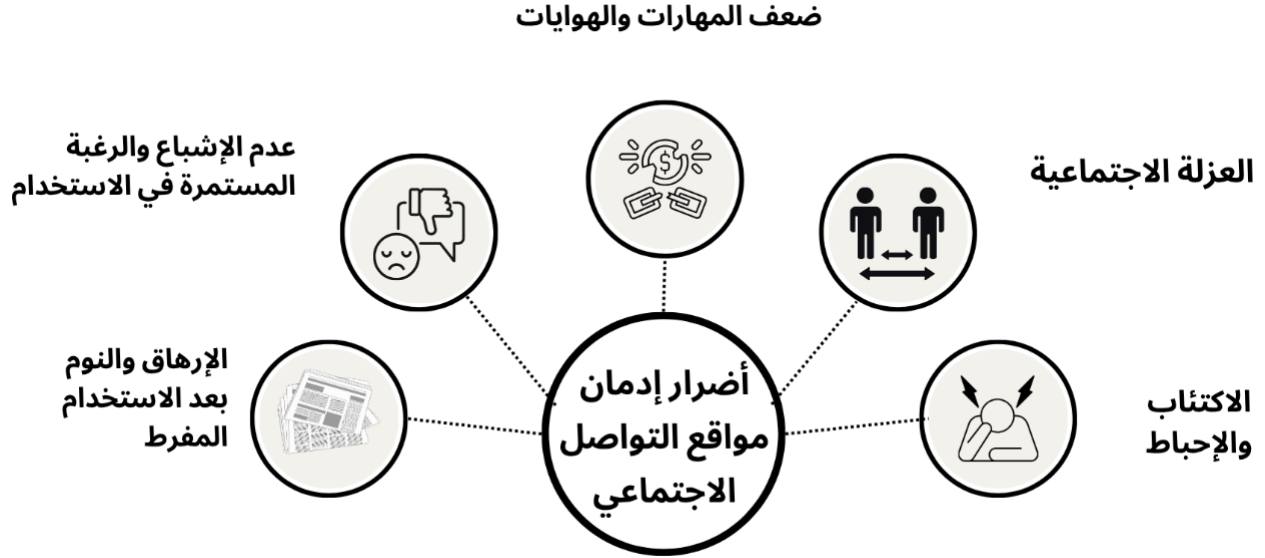 ضعف المهارات والهوايات
العزلة الاجتماعية
عدم الإشباع والرغبة
المستمرة في الاستخدام
الاكتئاب
والإحباط
الإرهاق والنوم
بعد الاستخدام
المفرط
أضرار إدمان
مواقع التواصل
الاجتماعي
$